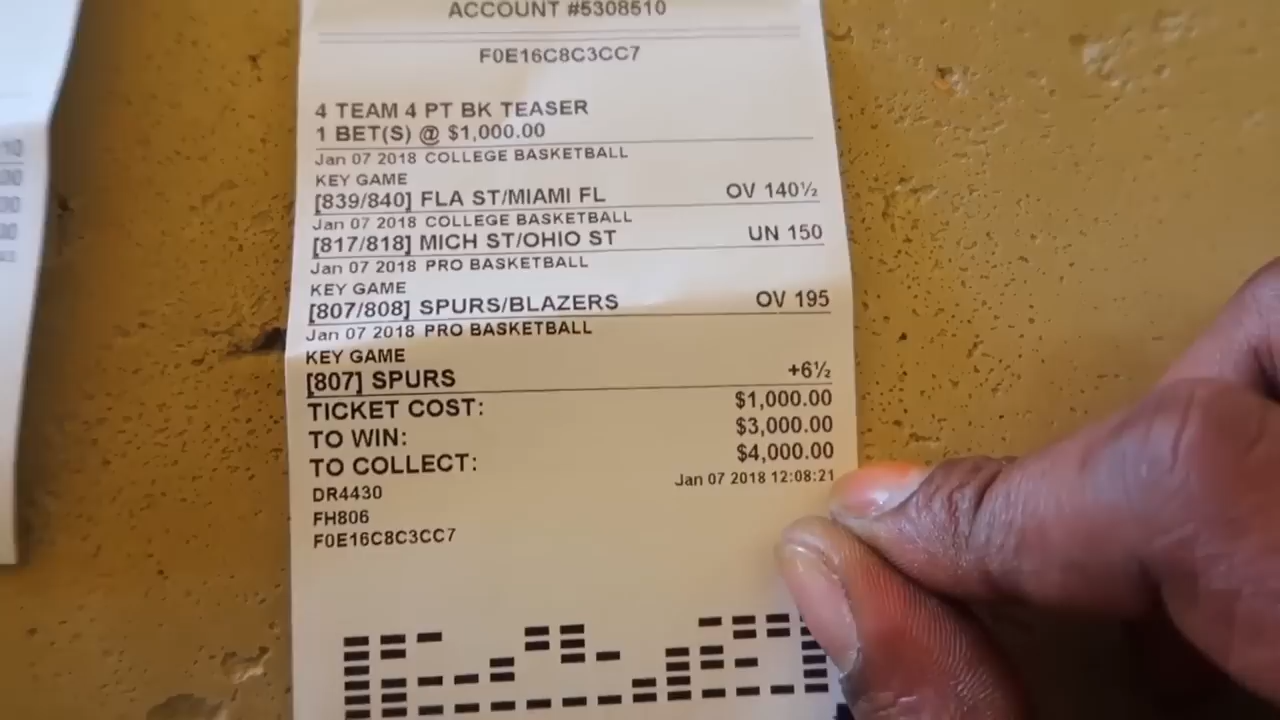 ACCOUNT #5308510
F0E16C8C3CC7
4 TEAM 4 PT BK TEASER
1 BET(S) @ $1,000.00
Jan 07 2018 COLLEGE BASKETBALL
KEY GAME
[839/840] FLA ST/MIAMI FL OV 140½
Jan 07 2018 COLLEGE BASKETBALL
[817/818] MICH ST/OHIO ST UN 150
Jan 07 2018 PRO BASKETBALL
KEY GAME
[807/808] SPURS/BLAZERS OV 195
Jan 07 2018 PRO BASKETBALL
KEY GAME
[807] SPURS +6½
TICKET COST: $1,000.00
TO WIN: $3,000.00
TO COLLECT: $4,000.00
Jan 07 2018 12:08:21
DR4430
FH806
F0E16C8C3CC7